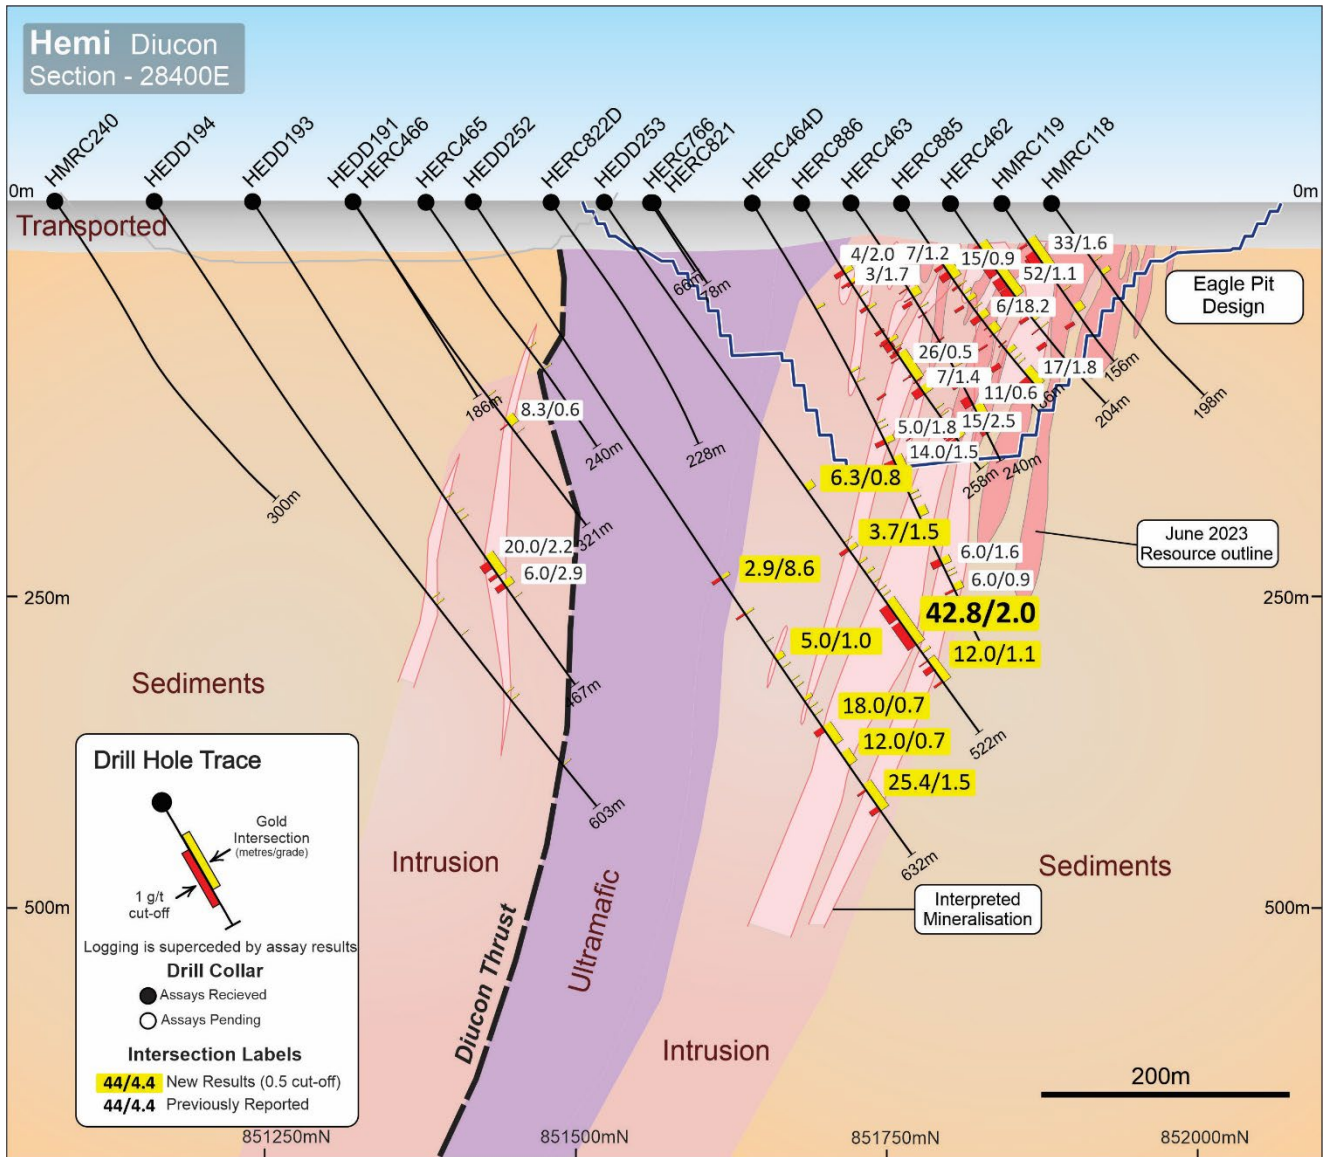 Hemi Diucon
Section - 28400E
HMRC240
HEDD194
HEDD193
HEDD191
HERC466
HERC465
HEDD252
HERC822D
HEDD253
HERC766
HERC821
HERC464D
HERC886
HERC463
HERC885
HERC462
HMRC119
HMRC118
0m
0m
Transported
4/2.0
7/1.2
15/0.9
33/1.6
3/1.7
52/1.1
66m
78m
6/18.2
Eagle Pit
Design
26/0.5
7/1.4
17/1.8
156m
11/0.6
204m
198m
186m
8.3/0.6
5.0/1.8
15/2.5
14.0/1.5
240m
228m
258m
240m
6.3/0.8
300m
321m
3.7/1.5
June 2023
Resource outline
20.0/2.2
6.0/2.9
6.0/1.6
6.0/0.9
2.9/8.6
250m
250m
42.8/2.0
5.0/1.0
12.0/1.1
Sediments
467m
18.0/0.7
522m
12.0/0.7
25.4/1.5
603m
632m
Intrusion
Sediments
Interpreted
Mineralisation
500m
500m
Diucon Thrust
Ultramafic
Intrusion
Drill Hole Trace
Gold
Intersection
(metres/grade)
1 g/t
cut-off
Logging is superceded by assay results
Drill Collar
Assays Recieved
Assays Pending
Intersection Labels
44/4.4 New Results (0.5 cut-off)
44/4.4 Previously Reported
200m
851250mN
851500mN
851750mN
852000mN